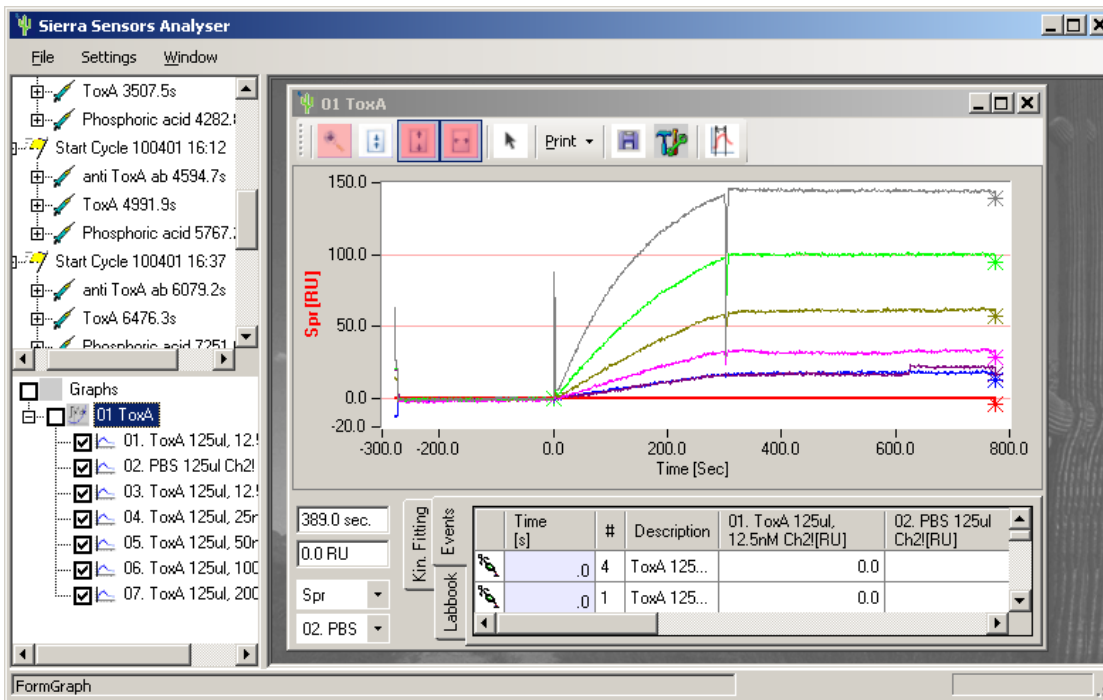 Sierra Sensors Analyser
File Settings Window
ToxA 3507.5s
Phosphoric acid 4282.
Start Cycle 100401 16:12
anti ToxA ab 4594.7s
ToxA 4991.9s
Phosphoric acid 5767.
Start Cycle 100401 16:37
anti ToxA ab 6079.2s
ToxA 6476.3s
Phosphoric acid 7251
Graphs
01 ToxA
01. ToxA 125ul, 12.
02. PBS 125ul Ch2!
03. ToxA 125ul, 12.
04. ToxA 125ul, 25
05. ToxA 125ul, 50
06. ToxA 125ul, 100
07. ToxA 125ul, 200
FormGraph
01 ToxA
Print
150.0
100.0
50.0
0.0
-20.0
Spr[RU]
-300.0 -200.0 0.0 200.0 400.0 600.0 800.0
Time [Sec]
389.0 sec.
0.0 RU
Spr
02. PBS
Kin. Fitting
Events
Labbook
Time [s] # Description 01. ToxA 125ul, 12.5nM Ch2![RU] 02. PBS 125ul Ch2![RU]
.0 4 ToxA 125... 0.0
.0 1 ToxA 125... 0.0